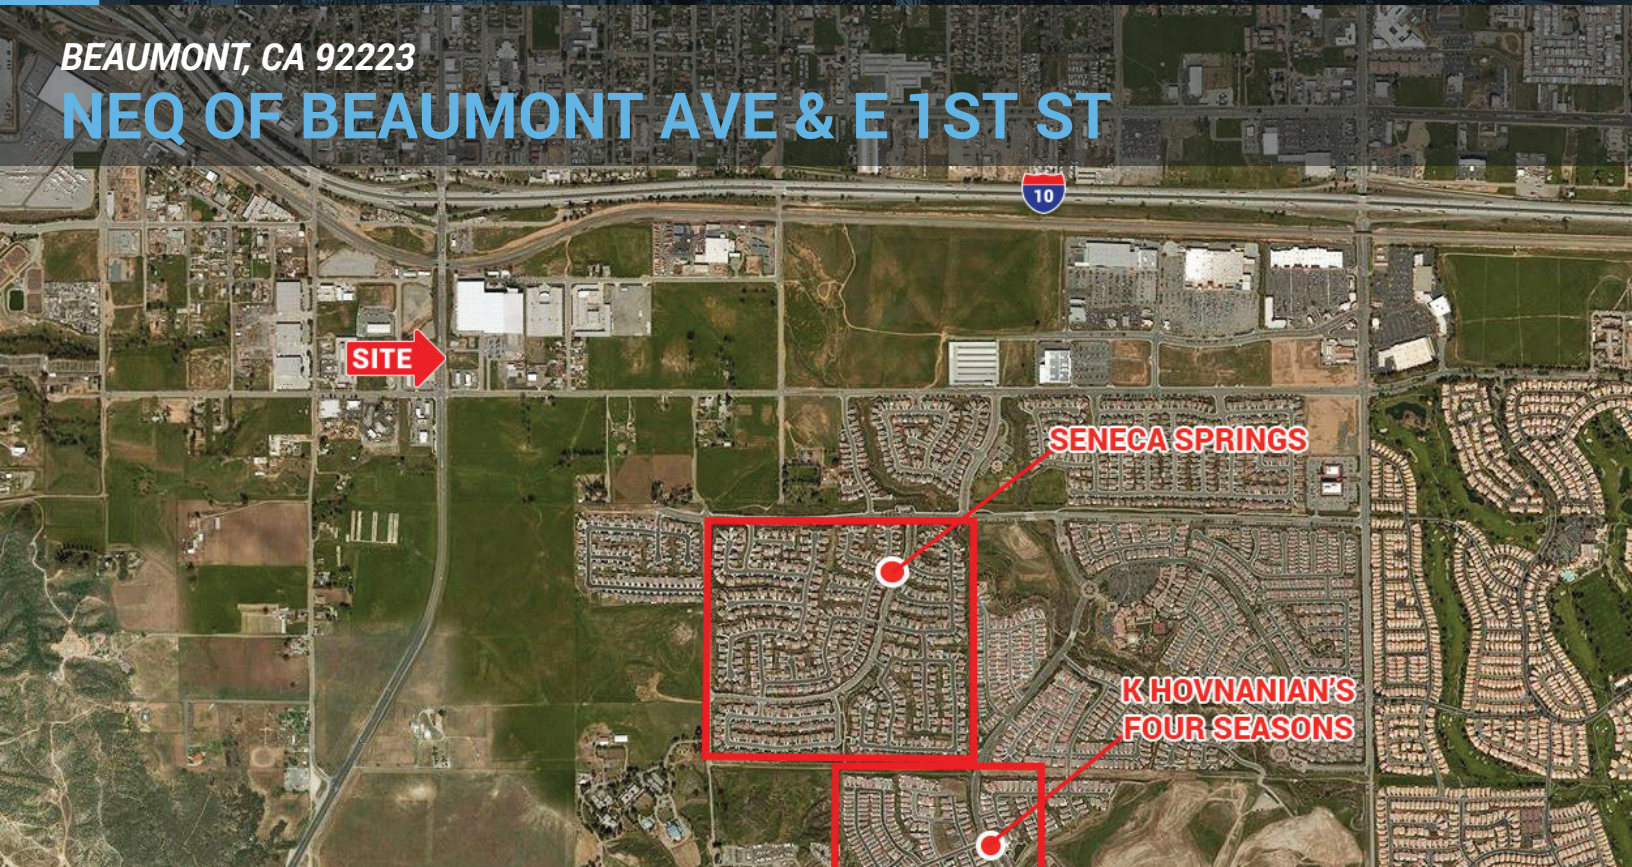 BEAUMONT, CA 92223
NEQ OF BEAUMONT AVE & E 1ST ST
10
SITE
SENECA SPRINGS
K HOVNANIAN'S
FOUR SEASONS